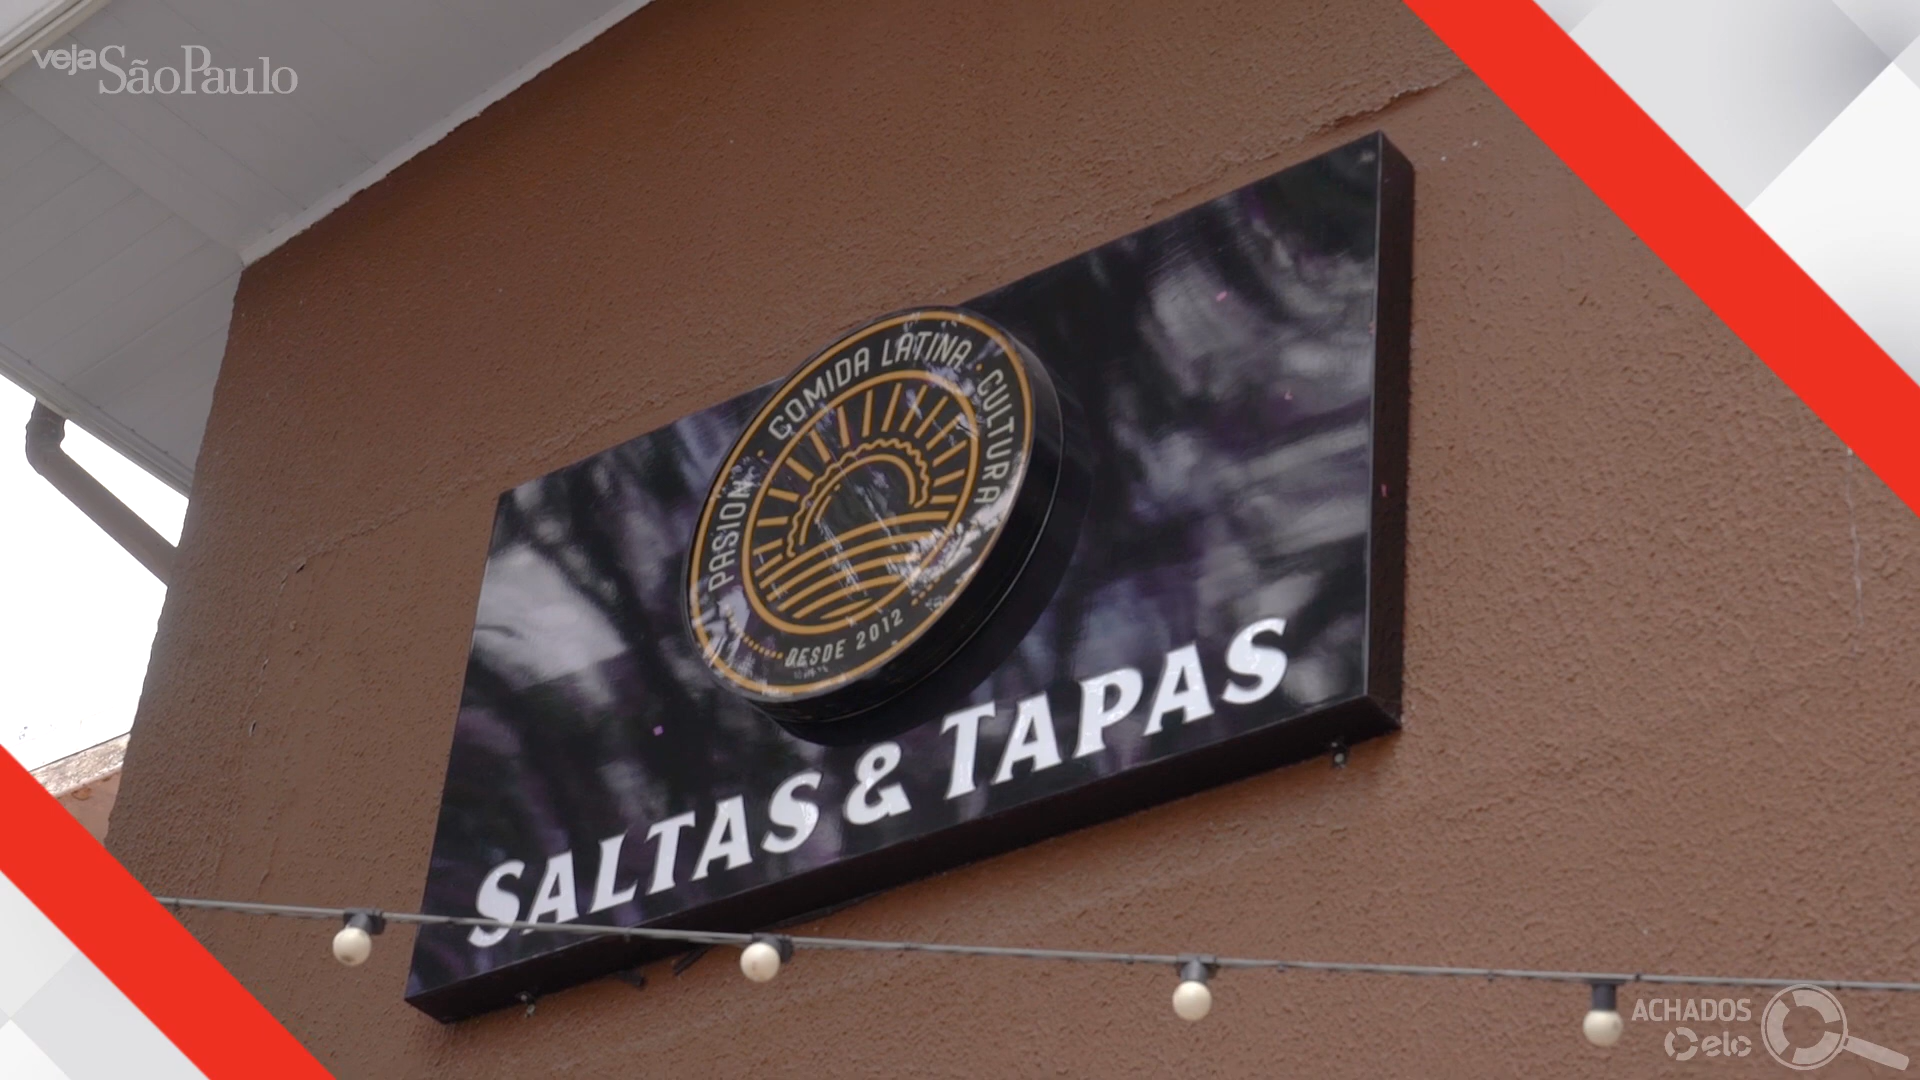 veja São Paulo
PASION · COMIDA LATINA · CULTURA
DESDE 2012
SALTAS & TAPAS
ACHADOS
elo